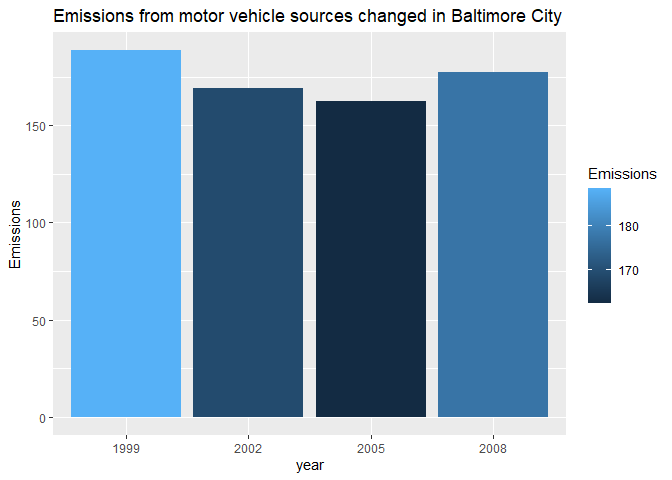 Emissions from motor vehicle sources changed in Baltimore City
Emissions
150
100
50
0
1999 2002 2005 2008
year
Emissions
180
170